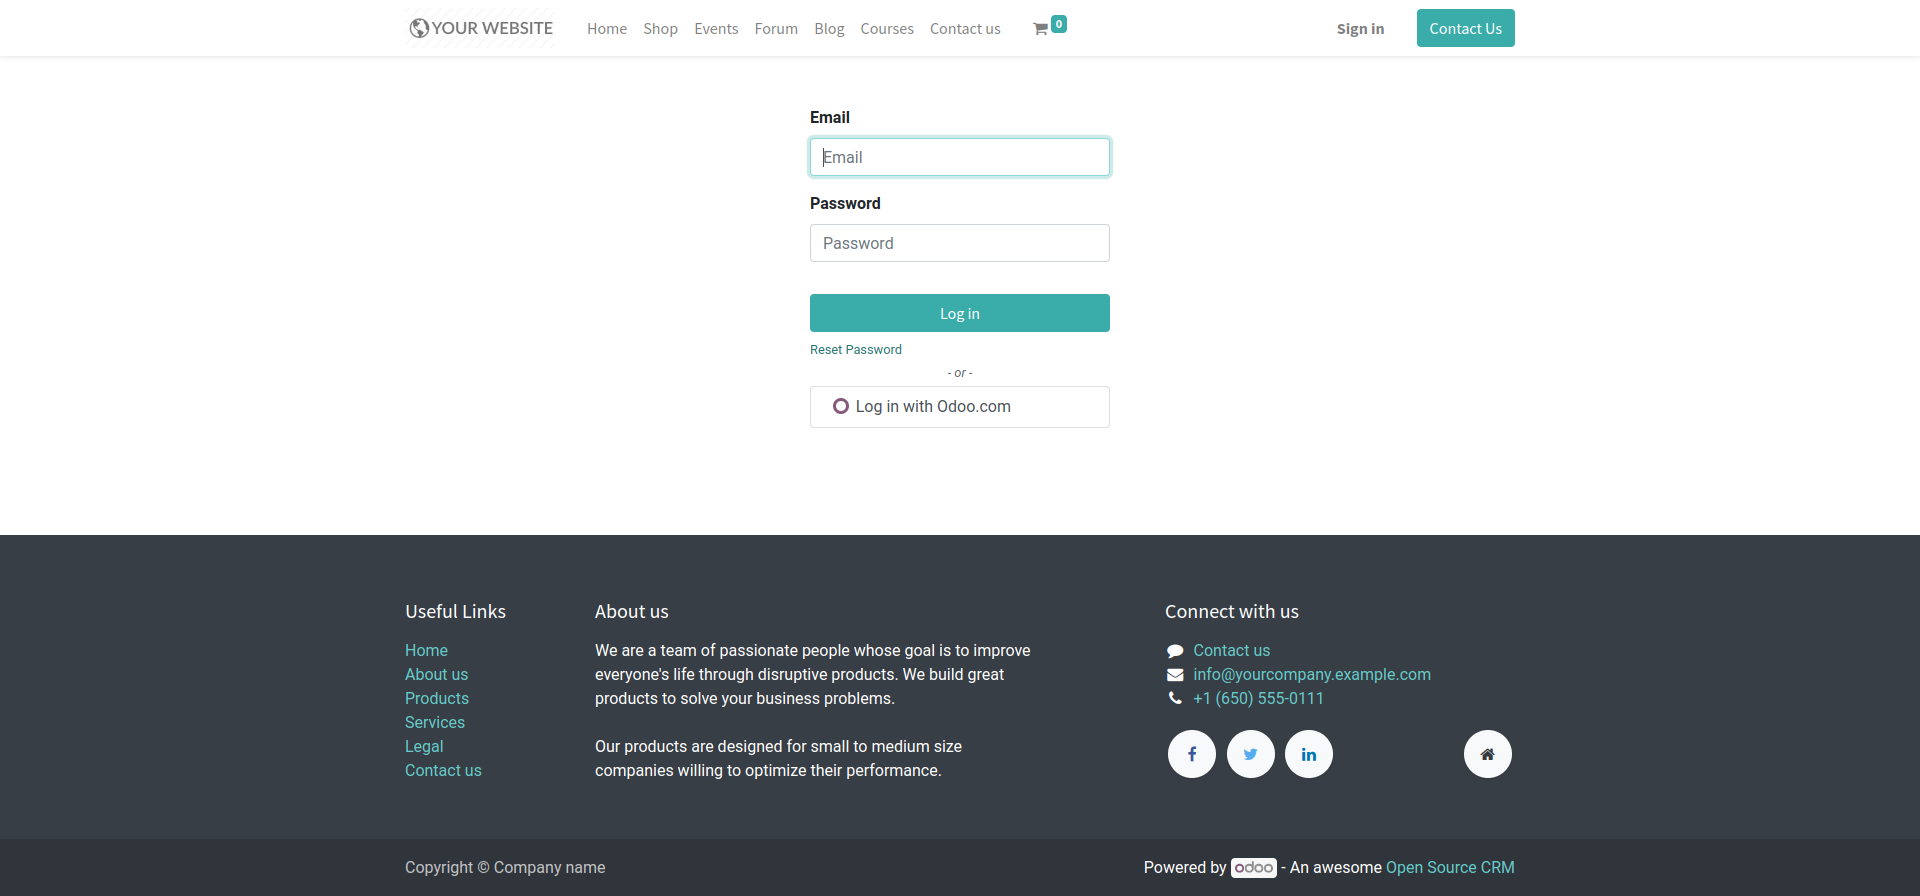 YOUR WEBSITE
Home Shop Events Forum Blog Courses Contact us 0 Sign in Contact Us
Email
Email
Password
Password
Log in
Reset Password
- or -
Log in with Odoo.com
Useful Links
Home
About us
Products
Services
Legal
Contact us
About us
We are a team of passionate people whose goal is to improve
everyone's life through disruptive products. We build great
products to solve your business problems.
Our products are designed for small to medium size
companies willing to optimize their performance.
Connect with us
Contact us
info@yourcompany.example.com
+1 (650) 555-0111
Copyright © Company name
Powered by odoo - An awesome Open Source CRM